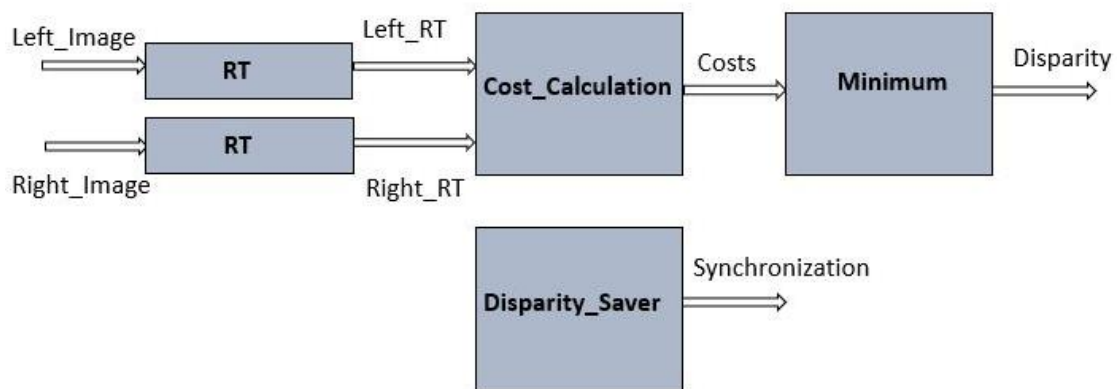 Left_Image
RT
Left_RT
Cost_Calculation
Costs
Minimum
Disparity
RT
Right_Image
Right_RT
Disparity_Saver
Synchronization